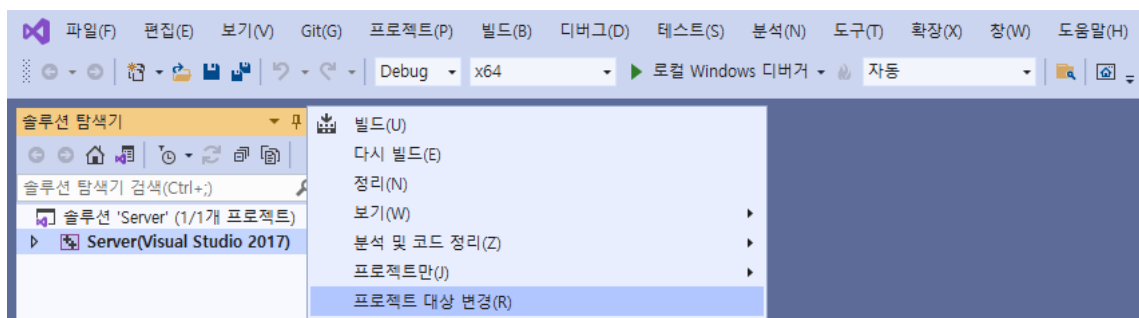 파일(F) 편집(E) 보기(V) Git(G) 프로젝트(P) 빌드(B) 디버그(D) 테스트(S) 분석(N) 도구(T) 확장(X) 창(W) 도움말(H)
Debug x64 로컬 Windows 디버거 자동
솔루션 탐색기
빌드(U)
다시 빌드(E)
솔루션 탐색기 검색(Ctrl+;)
정리(N)
솔루션 'Server' (1/1개 프로젝트)
보기(W)
Server(Visual Studio 2017)
분석 및 코드 정리(Z)
프로젝트만(J)
프로젝트 대상 변경(R)